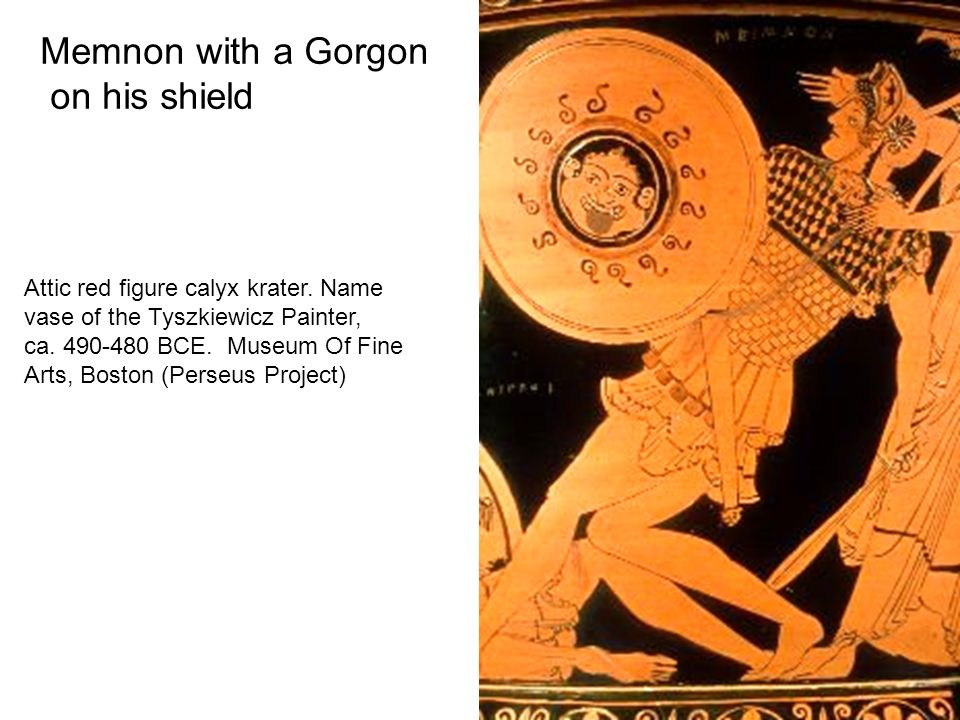 Memnon with a Gorgon
on his shield
Attic red figure calyx krater. Name
vase of the Tyszkiewicz Painter,
ca. 490-480 BCE. Museum Of Fine
Arts, Boston (Perseus Project)